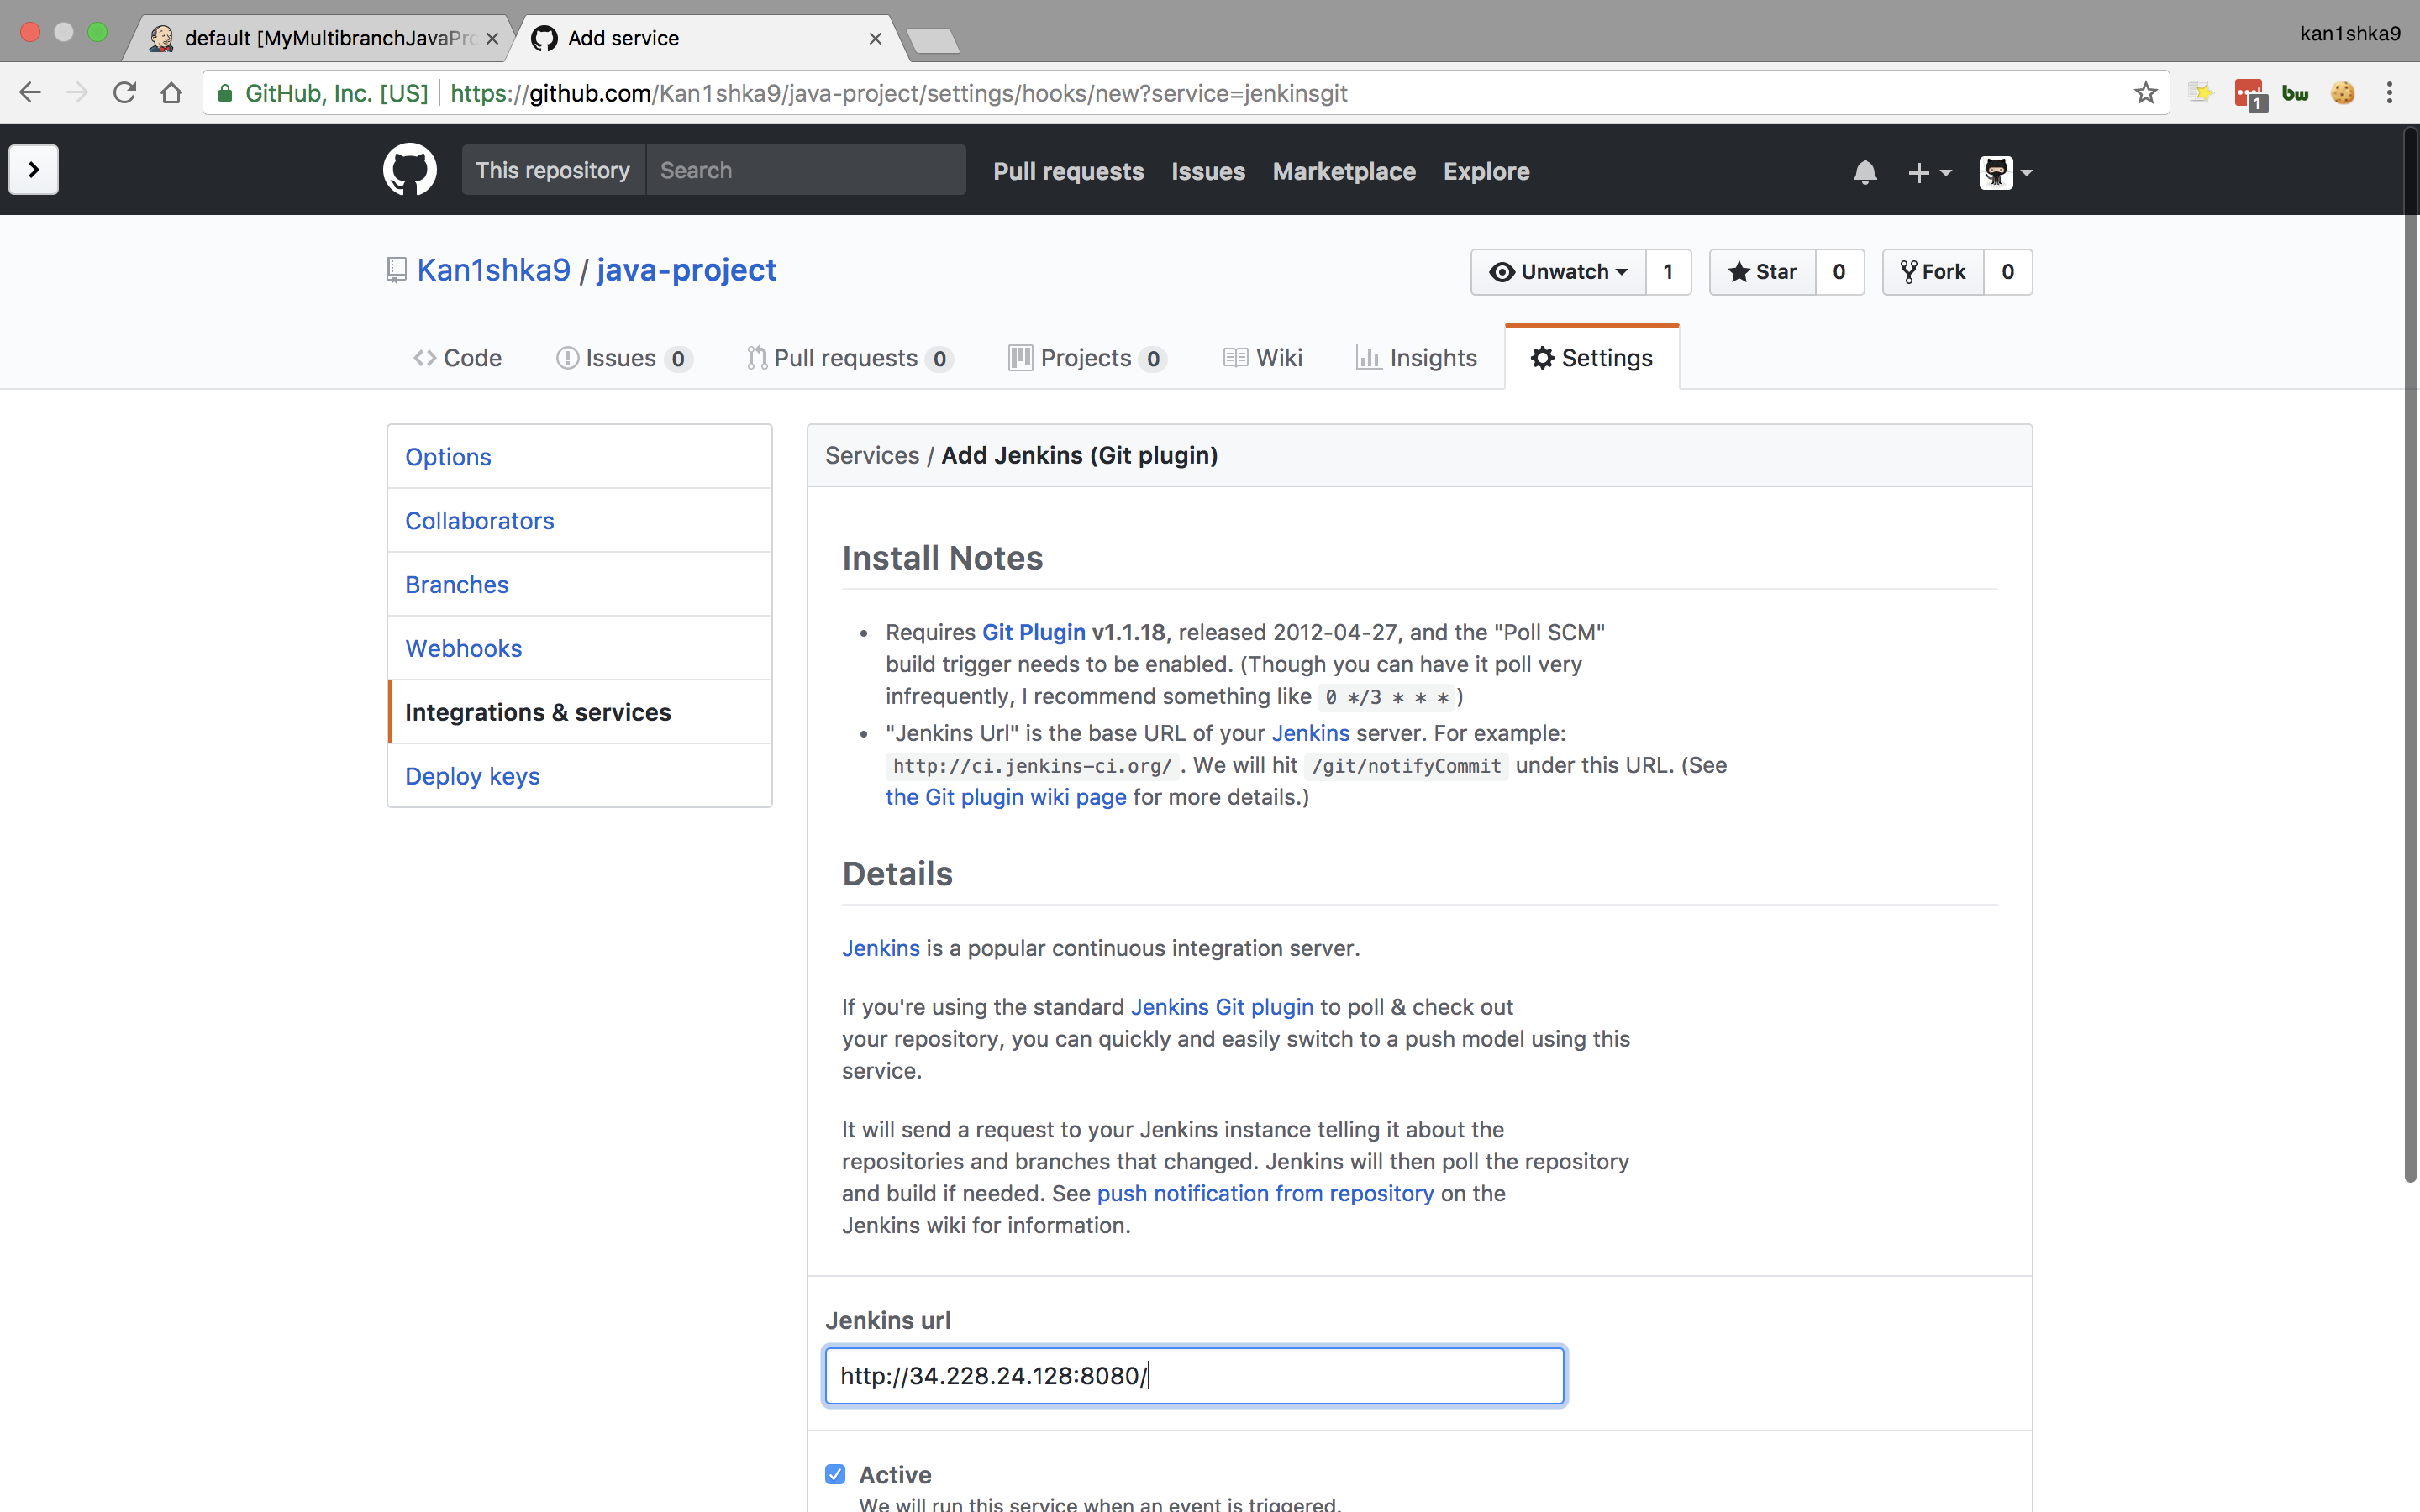 default [MyMultibranchJavaPro
Add service
kan1shka9
GitHub, Inc. [US]
https://github.com/Kan1shka9/java-project/settings/hooks/new?service=jenkinsgit
1
bw
This repository
Search
Pull requests
Issues
Marketplace
Explore
Kan1shka9 / java-project
Unwatch
1
Star
0
Fork
0
Code
Issues 0
Pull requests 0
Projects 0
Wiki
Insights
Settings
Options
Collaborators
Branches
Webhooks
Integrations & services
Deploy keys
Services / Add Jenkins (Git plugin)
Install Notes
• Requires Git Plugin v1.1.18, released 2012-04-27, and the "Poll SCM"
build trigger needs to be enabled. (Though you can have it poll very
infrequently, I recommend something like 0 */3 * * * )
• "Jenkins Url" is the base URL of your Jenkins server. For example:
http://ci.jenkins-ci.org/ . We will hit /git/notifyCommit under this URL. (See
the Git plugin wiki page for more details.)
Details
Jenkins is a popular continuous integration server.
If you're using the standard Jenkins Git plugin to poll & check out
your repository, you can quickly and easily switch to a push model using this
service.
It will send a request to your Jenkins instance telling it about the
repositories and branches that changed. Jenkins will then poll the repository
and build if needed. See push notification from repository on the
Jenkins wiki for information.
Jenkins url
http://34.228.24.128:8080/
Active
We will run this service when an event is triggered.